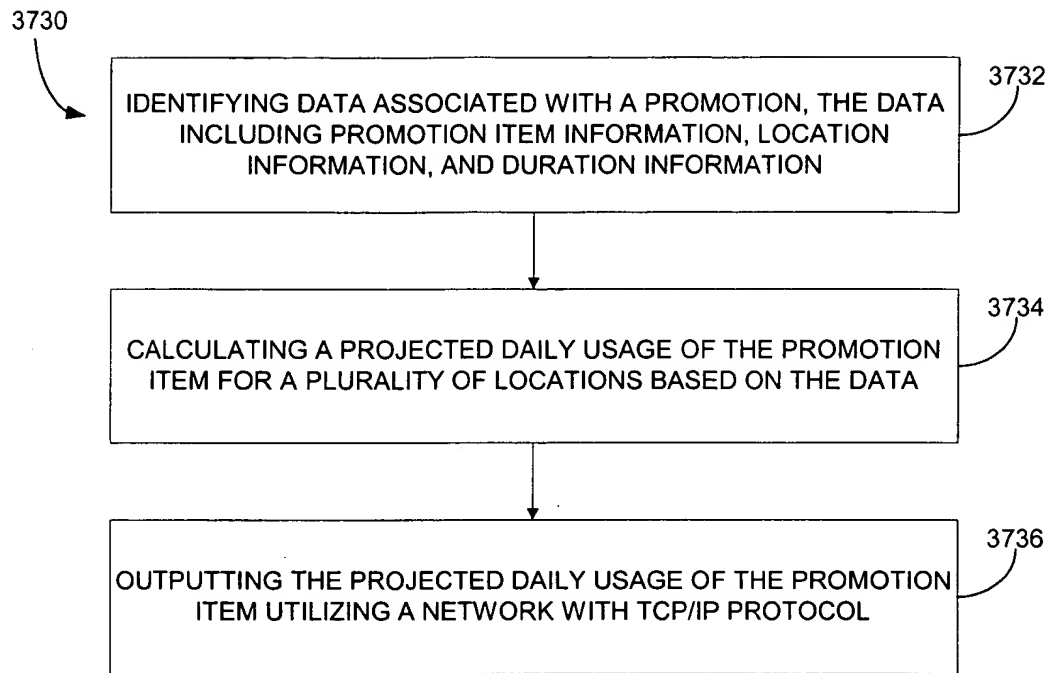 3730
3732
IDENTIFYING DATA ASSOCIATED WITH A PROMOTION, THE DATA
INCLUDING PROMOTION ITEM INFORMATION, LOCATION
INFORMATION, AND DURATION INFORMATION
3734
CALCULATING A PROJECTED DAILY USAGE OF THE PROMOTION
ITEM FOR A PLURALITY OF LOCATIONS BASED ON THE DATA
3736
OUTPUTTING THE PROJECTED DAILY USAGE OF THE PROMOTION
ITEM UTILIZING A NETWORK WITH TCP/IP PROTOCOL